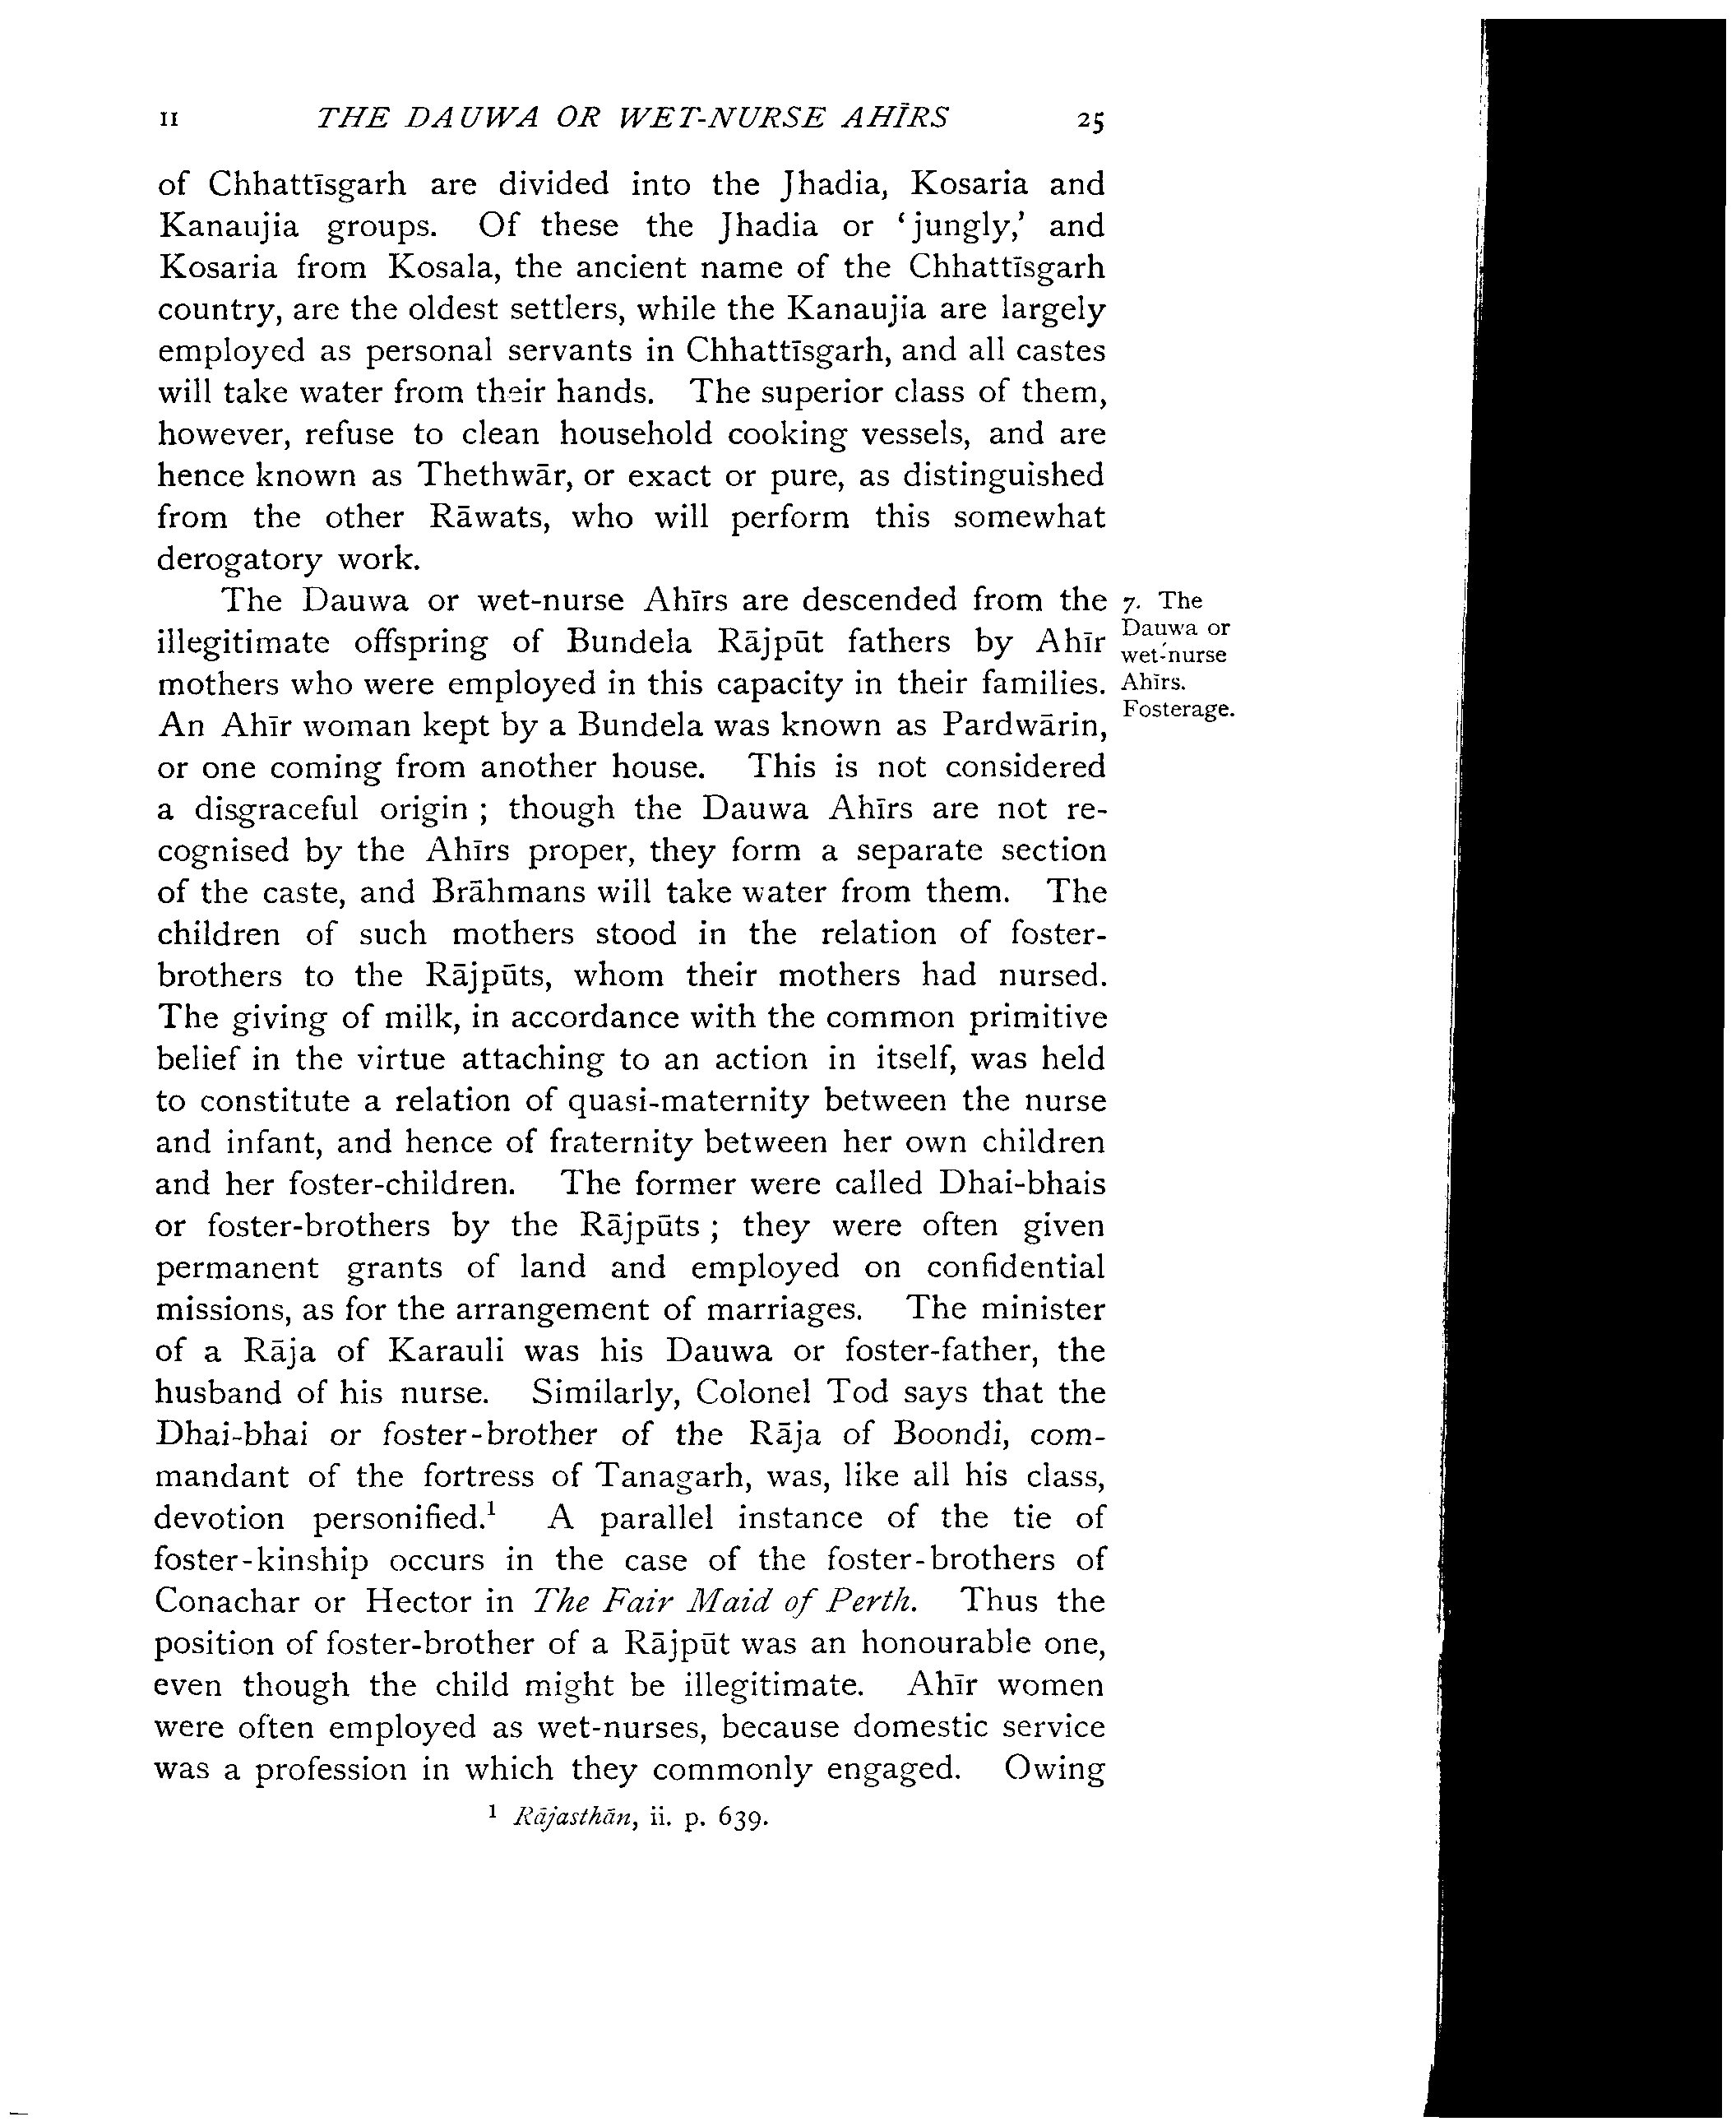 II THE DAUWA OR WET-NURSE AHĪRS 25
of Chhattīsgarh are divided into the Jhadia, Kosaria and
Kanaujia groups. Of these the Jhadia or ‘jungly,’ and
Kosaria from Kosala, the ancient name of the Chhattīsgarh
country, are the oldest settlers, while the Kanaujia are largely
employed as personal servants in Chhattīsgarh, and all castes
will take water from their hands. The superior class of them,
however, refuse to clean household cooking vessels, and are
hence known as Thethwār, or exact or pure, as distinguished
from the other Rāwats, who will perform this somewhat
derogatory work.
The Dauwa or wet-nurse Ahīrs are descended from the
illegitimate offspring of Bundela Rājpūt fathers by Ahīr
mothers who were employed in this capacity in their families.
An Ahīr woman kept by a Bundela was known as Pardwārin,
or one coming from another house. This is not considered
a disgraceful origin ; though the Dauwa Ahīrs are not re-
cognised by the Ahīrs proper, they form a separate section
of the caste, and Brāhmans will take water from them. The
children of such mothers stood in the relation of foster-
brothers to the Rājpūts, whom their mothers had nursed.
The giving of milk, in accordance with the common primitive
belief in the virtue attaching to an action in itself, was held
to constitute a relation of quasi-maternity between the nurse
and infant, and hence of fraternity between her own children
and her foster-children. The former were called Dhai-bhais
or foster-brothers by the Rājpūts ; they were often given
permanent grants of land and employed on confidential
missions, as for the arrangement of marriages. The minister
of a Rāja of Karauli was his Dauwa or foster-father, the
husband of his nurse. Similarly, Colonel Tod says that the
Dhai-bhai or foster-brother of the Rāja of Boondi, com-
mandant of the fortress of Tanagarh, was, like all his class,
devotion personified.¹ A parallel instance of the tie of
foster-kinship occurs in the case of the foster-brothers of
Conachar or Hector in The Fair Maid of Perth. Thus the
position of foster-brother of a Rājpūt was an honourable one,
even though the child might be illegitimate. Ahīr women
were often employed as wet-nurses, because domestic service
was a profession in which they commonly engaged. Owing
7. The
Dauwa or
wet-nurse
Ahīrs.
Fosterage.
¹ Rājasthān, ii. p. 639.